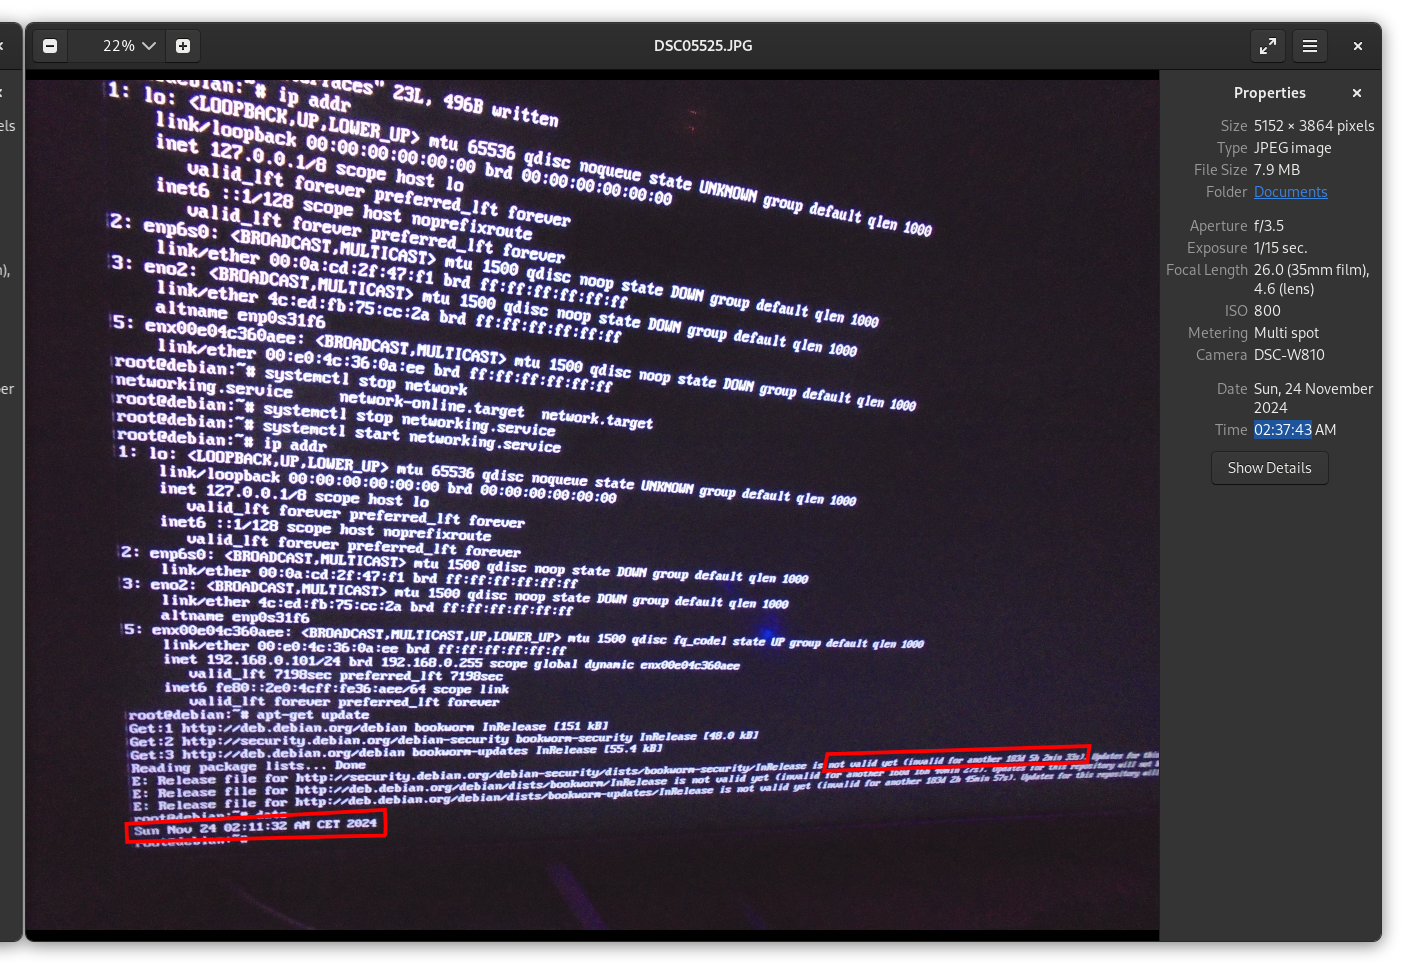 22%
DSC05525.JPG
root@debian:~# ip addr
1: lo: <LOOPBACK,UP,LOWER_UP> mtu 65536 qdisc noqueue state UNKNOWN group default qlen 1000
link/loopback 00:00:00:00:00:00 brd 00:00:00:00:00:00
inet 127.0.0.1/8 scope host lo
valid_lft forever preferred_lft forever
inet6 ::1/128 scope host noprefixroute
valid_lft forever preferred_lft forever
2: enp6s0: <BROADCAST,MULTICAST> mtu 1500 qdisc noop state DOWN group default qlen 1000
link/ether 00:0a:cd:2f:47:f1 brd ff:ff:ff:ff:ff:ff
3: eno2: <BROADCAST,MULTICAST> mtu 1500 qdisc noop state DOWN group default qlen 1000
link/ether 4c:ed:fb:75:cc:2a brd ff:ff:ff:ff:ff:ff
altname enp0s31f6
5: enx00e04c360aee: <BROADCAST,MULTICAST> mtu 1500 qdisc noop state DOWN group default qlen 1000
link/ether 00:e0:4c:36:0a:ee brd ff:ff:ff:ff:ff:ff
root@debian:~# systemctl stop network
networking.service network-online.target network.target
root@debian:~# systemctl stop networking.service
root@debian:~# systemctl start networking.service
root@debian:~# ip addr
1: lo: <LOOPBACK,UP,LOWER_UP> mtu 65536 qdisc noqueue state UNKNOWN group default qlen 1000
link/loopback 00:00:00:00:00:00 brd 00:00:00:00:00:00
inet 127.0.0.1/8 scope host lo
valid_lft forever preferred_lft forever
inet6 ::1/128 scope host noprefixroute
valid_lft forever preferred_lft forever
2: enp6s0: <BROADCAST,MULTICAST> mtu 1500 qdisc noop state DOWN group default qlen 1000
link/ether 00:0a:cd:2f:47:f1 brd ff:ff:ff:ff:ff:ff
3: eno2: <BROADCAST,MULTICAST> mtu 1500 qdisc noop state DOWN group default qlen 1000
link/ether 4c:ed:fb:75:cc:2a brd ff:ff:ff:ff:ff:ff
altname enp0s31f6
5: enx00e04c360aee: <BROADCAST,MULTICAST,UP,LOWER_UP> mtu 1500 qdisc fq_codel state UP group default qlen 1000
link/ether 00:e0:4c:36:0a:ee brd ff:ff:ff:ff:ff:ff
inet 192.168.0.101/24 brd 192.168.0.255 scope global dynamic enx00e04c360aee
valid_lft 7198sec preferred_lft 7198sec
inet6 fe80::2e0:4cff:fe36:aee/64 scope link
valid_lft forever preferred_lft forever
root@debian:~# apt-get update
Get:1 http://deb.debian.org/debian bookworm InRelease [151 kB]
Get:2 http://security.debian.org/debian-security bookworm-security InRelease [48.0 kB]
Get:3 http://deb.debian.org/debian bookworm-updates InRelease [55.4 kB]
Reading package lists... Done
E: Release file for http://security.debian.org/debian-security/dists/bookworm-security/InRelease is not valid yet (invalid for another 183d 5h 2min 33s). Updates for this
E: Release file for http://deb.debian.org/debian/dists/bookworm/InRelease is not valid yet (invalid for another Updates for this repository will not
E: Release file for http://deb.debian.org/debian/dists/bookworm-updates/InRelease is not valid yet (invalid for another 183d 2h 45min 57s). Updates for this repository will
root@debian:~# date
Sun Nov 24 02:11:32 AM CET 2024
root@debian:~#
Properties
Size 5152 × 3864 pixels
Type JPEG image
File Size 7.9 MB
Folder Documents
Aperture f/3.5
Exposure 1/15 sec.
Focal Length 26.0 (35mm film), 4.6 (lens)
ISO 800
Metering Multi spot
Camera DSC-W810
Date Sun, 24 November 2024
Time 02:37:43 AM
Show Details